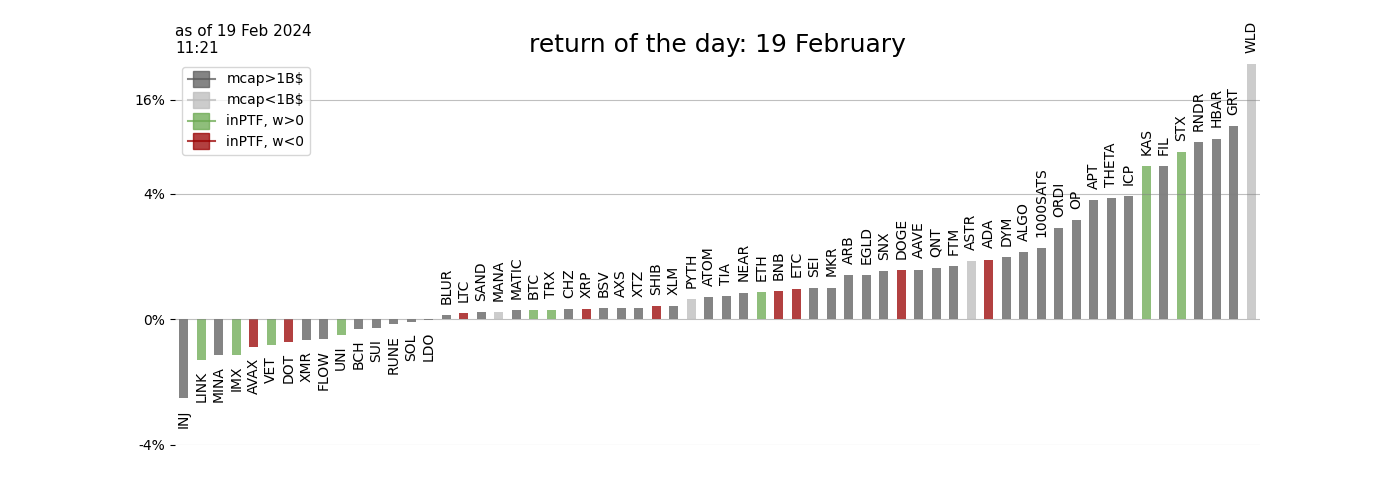 as of 19 Feb 2024
11:21
return of the day: 19 February
mcap>1B$
mcap<1B$
inPTF, w>0
inPTF, w<0
16%
4%
0%
-4%
INJ
LINK
MINA
IMX
AVAX
VET
DOT
XMR
FLOW
UNI
BCH
SUI
RUNE
SOL
LDO
BLUR
LTC
SAND
MANA
MATIC
BTC
TRX
CHZ
XRP
BSV
AXS
XTZ
SHIB
XLM
PYTH
ATOM
TIA
NEAR
ETH
BNB
ETC
SEI
MKR
ARB
EGLD
SNX
DOGE
AAVE
QNT
FTM
ASTR
ADA
DYM
ALGO
1000SATS
ORDI
OP
APT
THETA
ICP
KAS
FIL
STX
RNDR
HBAR
GRT
WLD